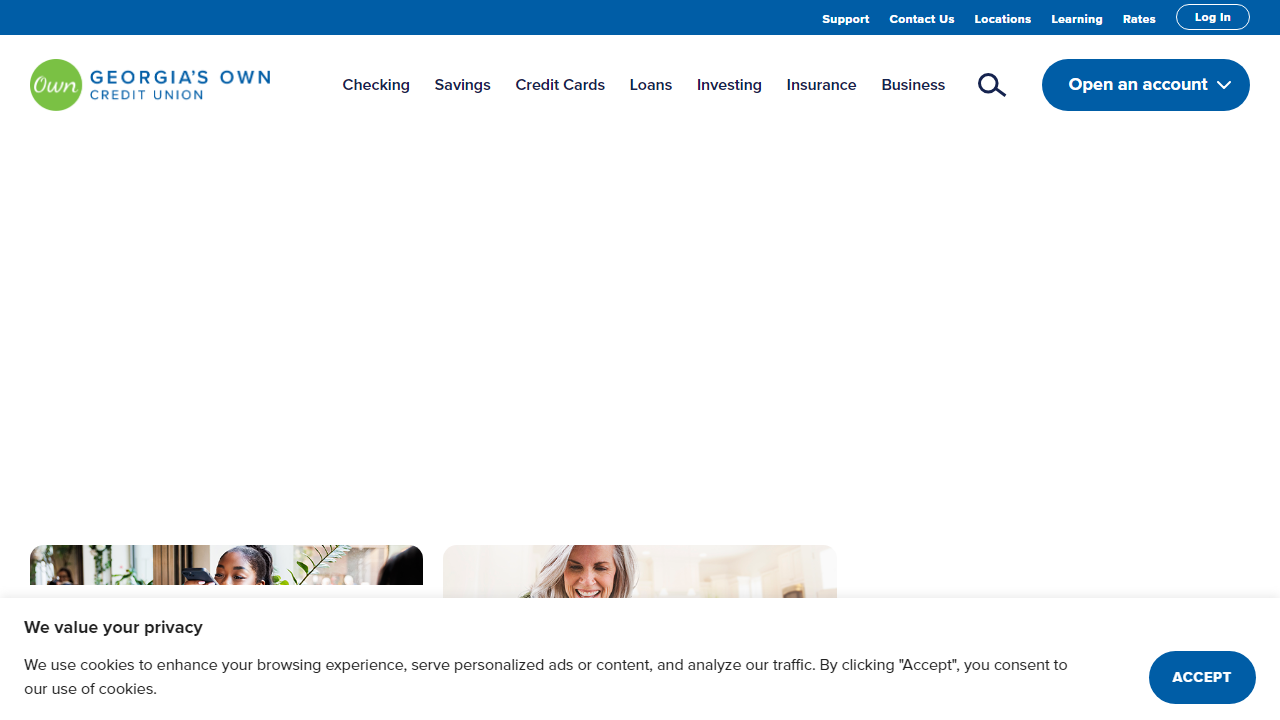 Support Contact Us Locations Learning Rates Log In
Own GEORGIA'S OWN
CREDIT UNION
Checking Savings Credit Cards Loans Investing Insurance Business Open an account
We value your privacy
We use cookies to enhance your browsing experience, serve personalized ads or content, and analyze our traffic. By clicking "Accept", you consent to
our use of cookies.
ACCEPT